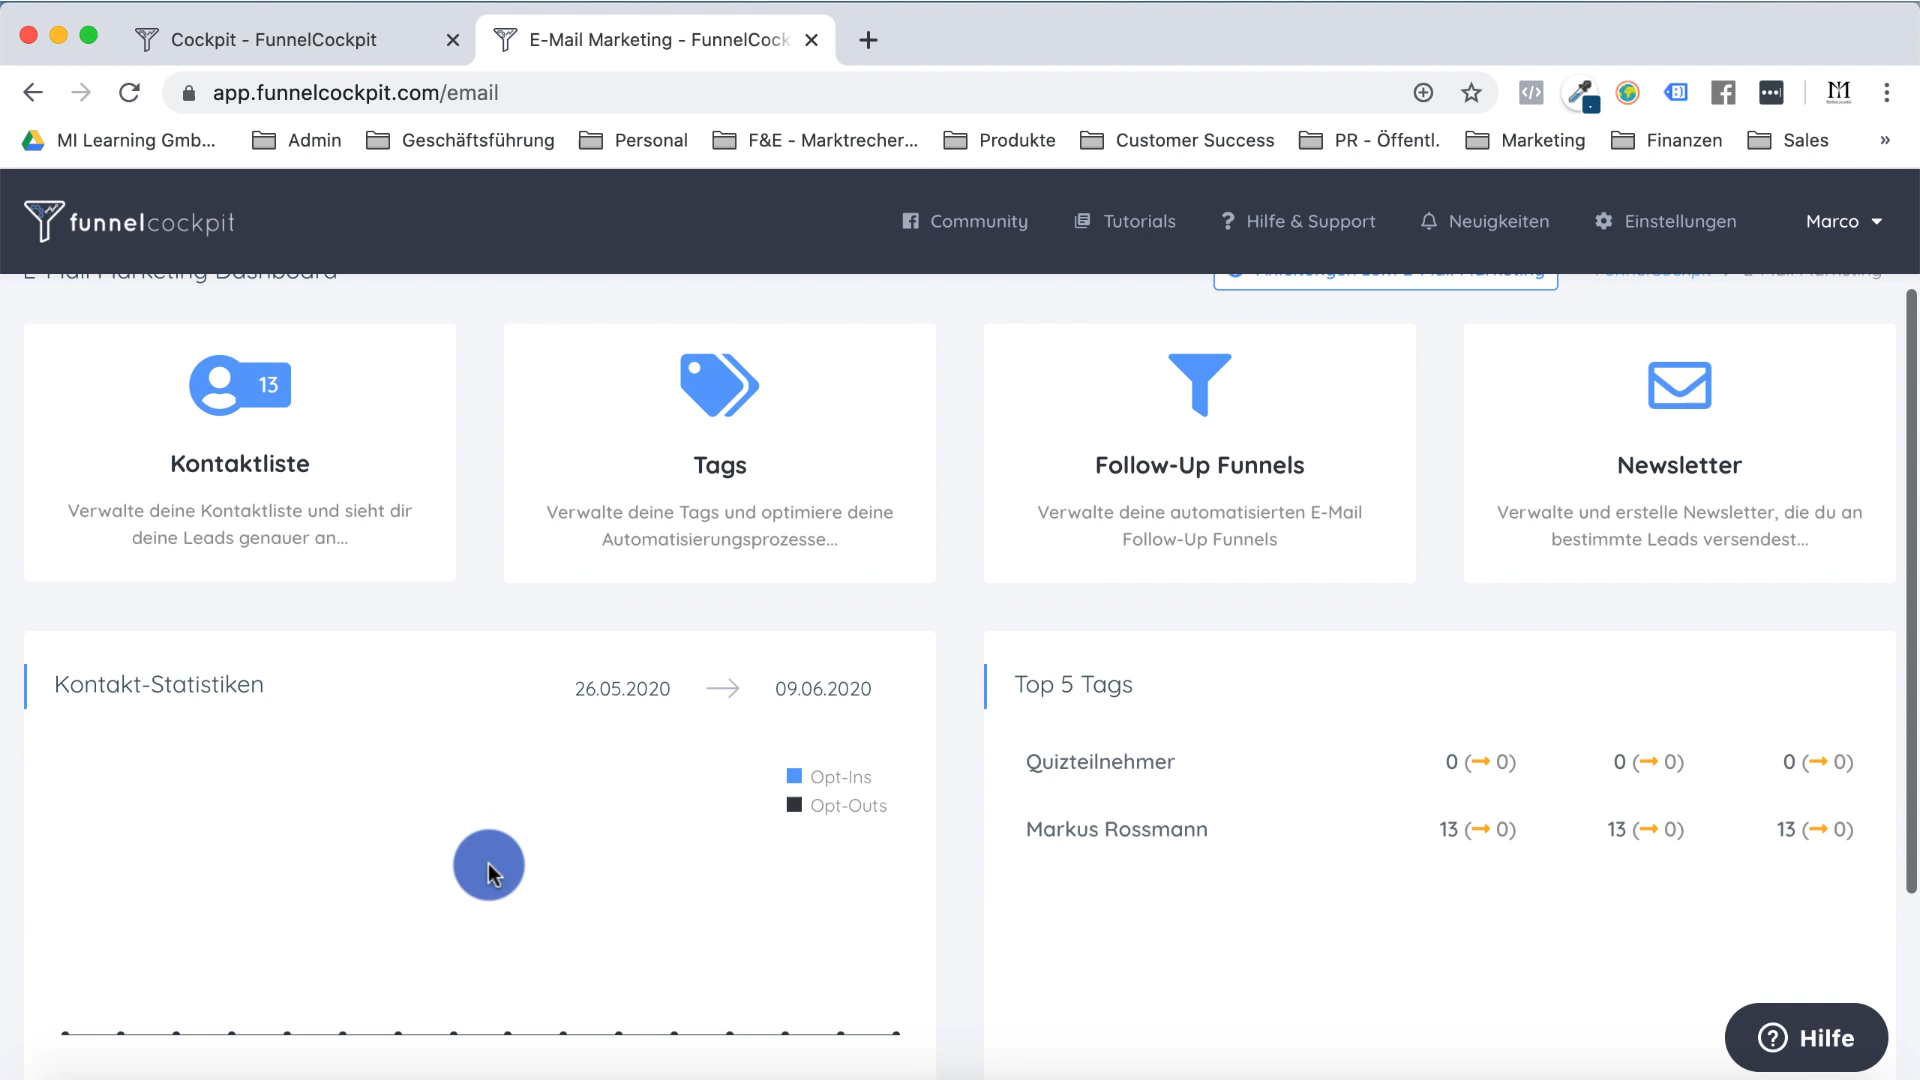 Cockpit - FunnelCockpit
E-Mail Marketing - FunnelCock
app.funnelcockpit.com/email
MI Learning Gmb...
Admin
Geschäftsführung
Personal
F&E - Marktrecher...
Produkte
Customer Success
PR - Öffentl.
Marketing
Finanzen
Sales
»
funnelcockpit
Community
Tutorials
Hilfe & Support
Neuigkeiten
Einstellungen
Marco
E-Mail Marketing Dashboard
Anleitungen zum E-Mail Marketing
FunnelCockpit / E-Mail Marketing
13
Kontaktliste
Verwalte deine Kontaktliste und sieht dir
deine Leads genauer an...
Tags
Verwalte deine Tags und optimiere deine
Automatisierungsprozesse...
Follow-Up Funnels
Verwalte deine automatisierten E-Mail
Follow-Up Funnels
Newsletter
Verwalte und erstelle Newsletter, die du an
bestimmte Leads versendest...
Kontakt-Statistiken
26.05.2020 → 09.06.2020
Opt-Ins
Opt-Outs
Top 5 Tags
Quizteilnehmer 0 (→ 0) 0 (→ 0) 0 (→ 0)
Markus Rossmann 13 (→ 0) 13 (→ 0) 13 (→ 0)
Hilfe